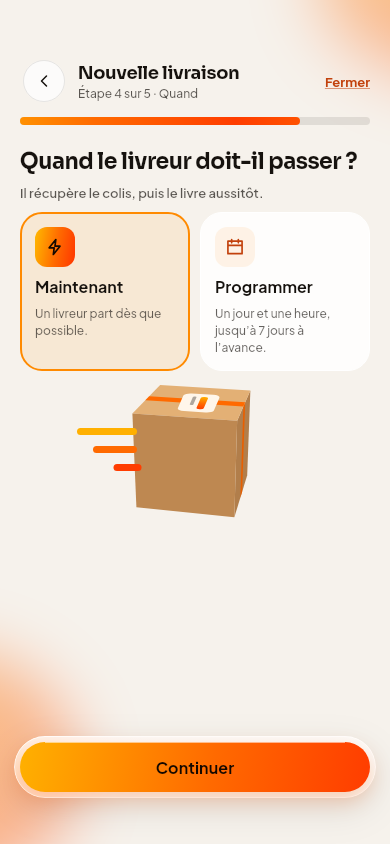 Nouvelle livraison
Étape 4 sur 5 · Quand
Fermer
Quand le livreur doit-il passer ?
Il récupère le colis, puis le livre aussitôt.
Maintenant
Un livreur part dès que
possible.
Programmer
Un jour et une heure,
jusqu'à 7 jours à
l'avance.
Continuer